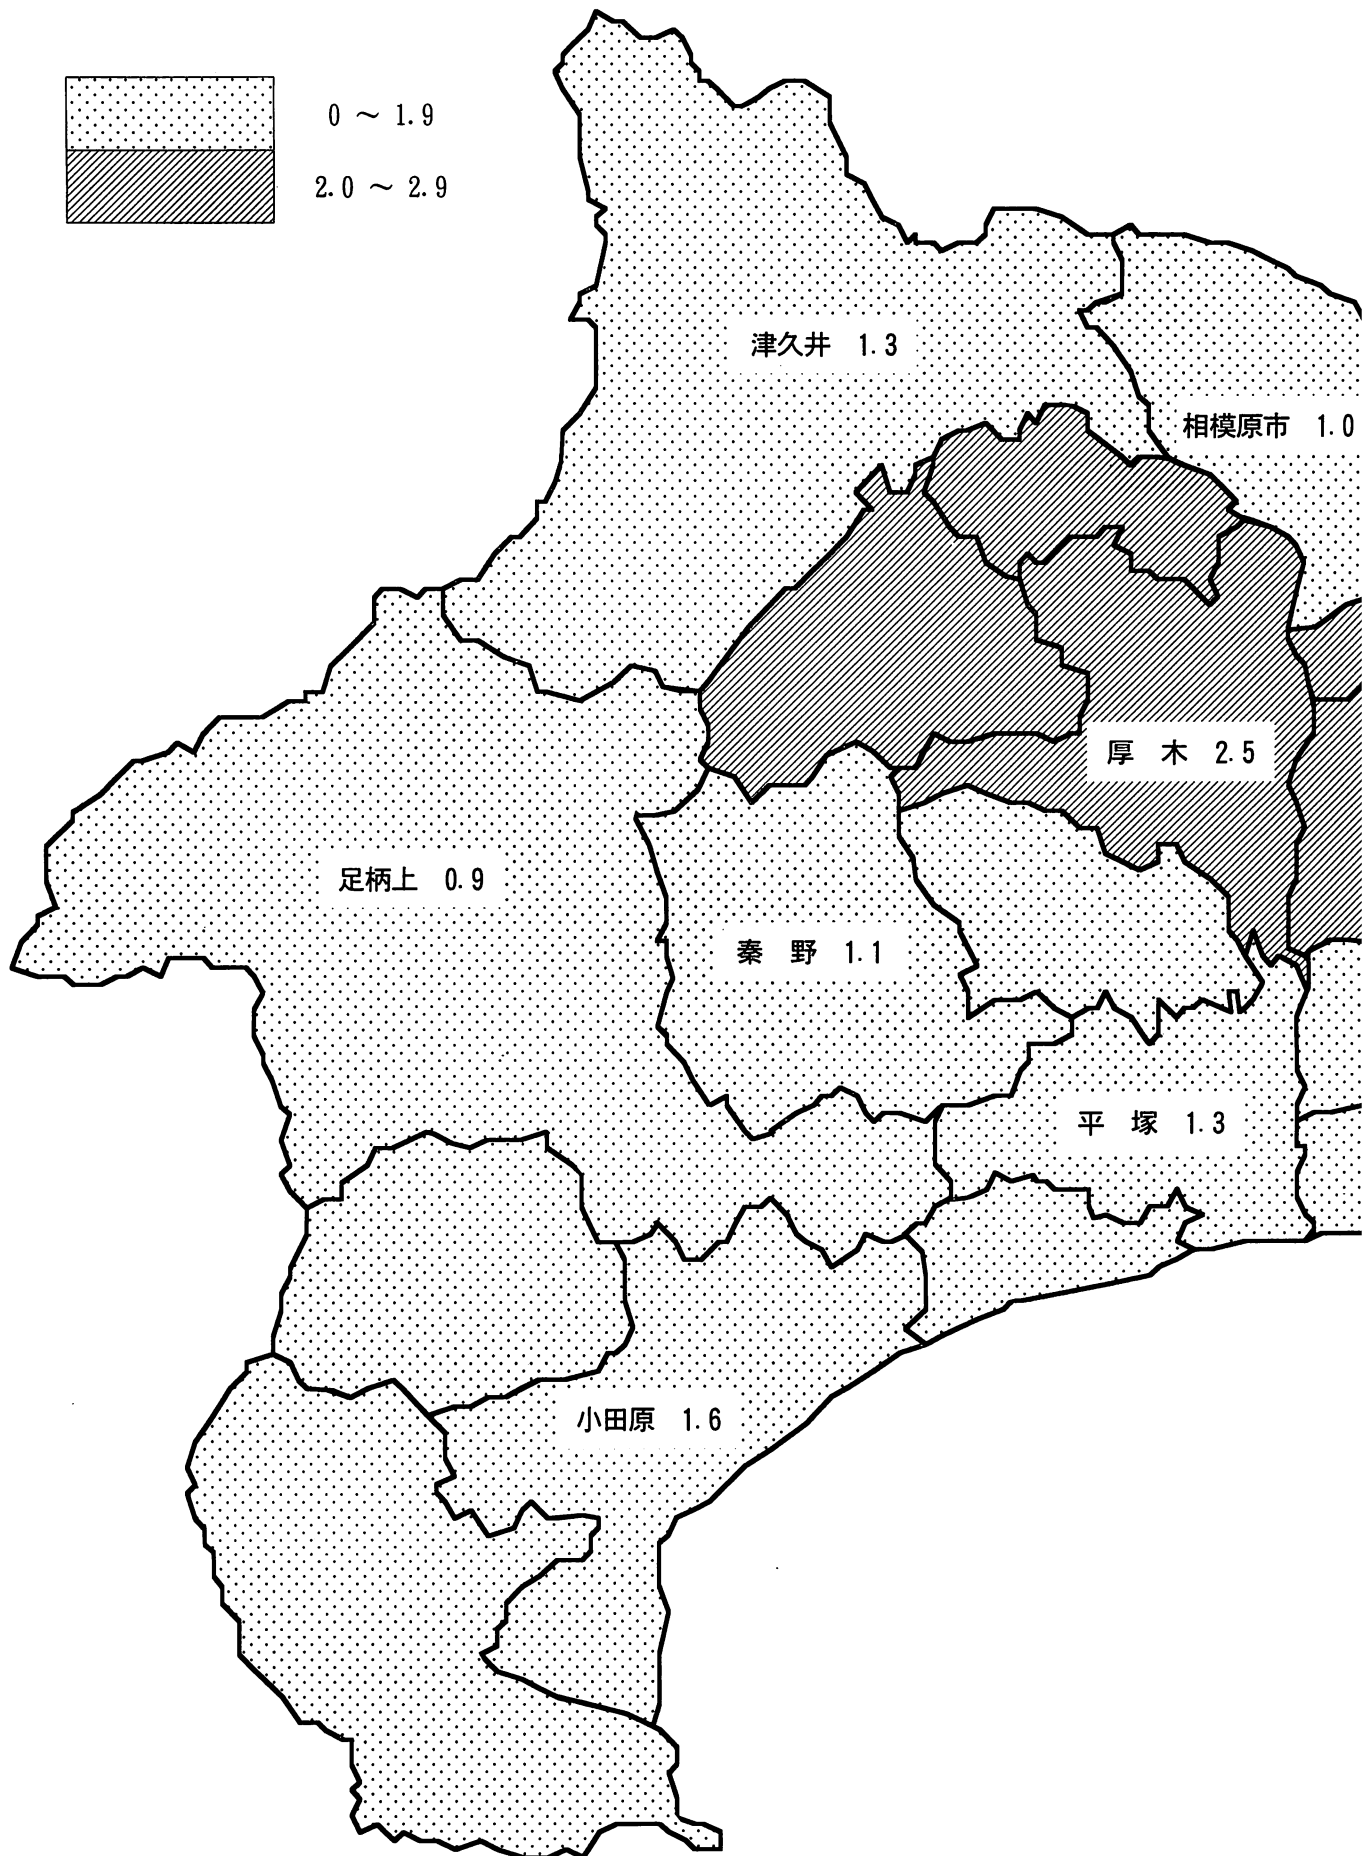 0 ～ 1.9
2.0 ～ 2.9
津久井 1.3
相模原市 1.0
厚 木 2.5
足柄上 0.9
秦 野 1.1
平 塚 1.3
小田原 1.6